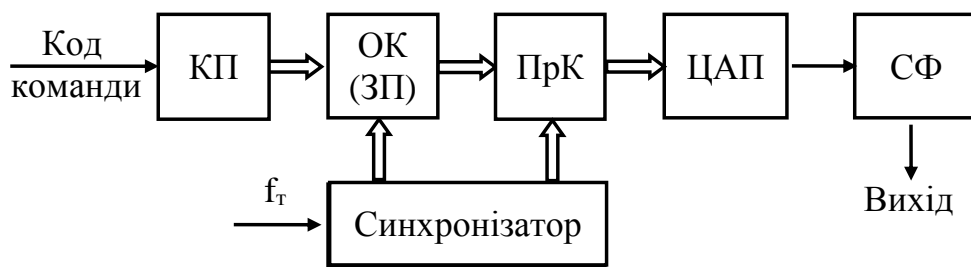 Код
команди
КП
ОК
(ЗП)
ПрК
ЦАП
СФ
fт
Синхронізатор
Вихід